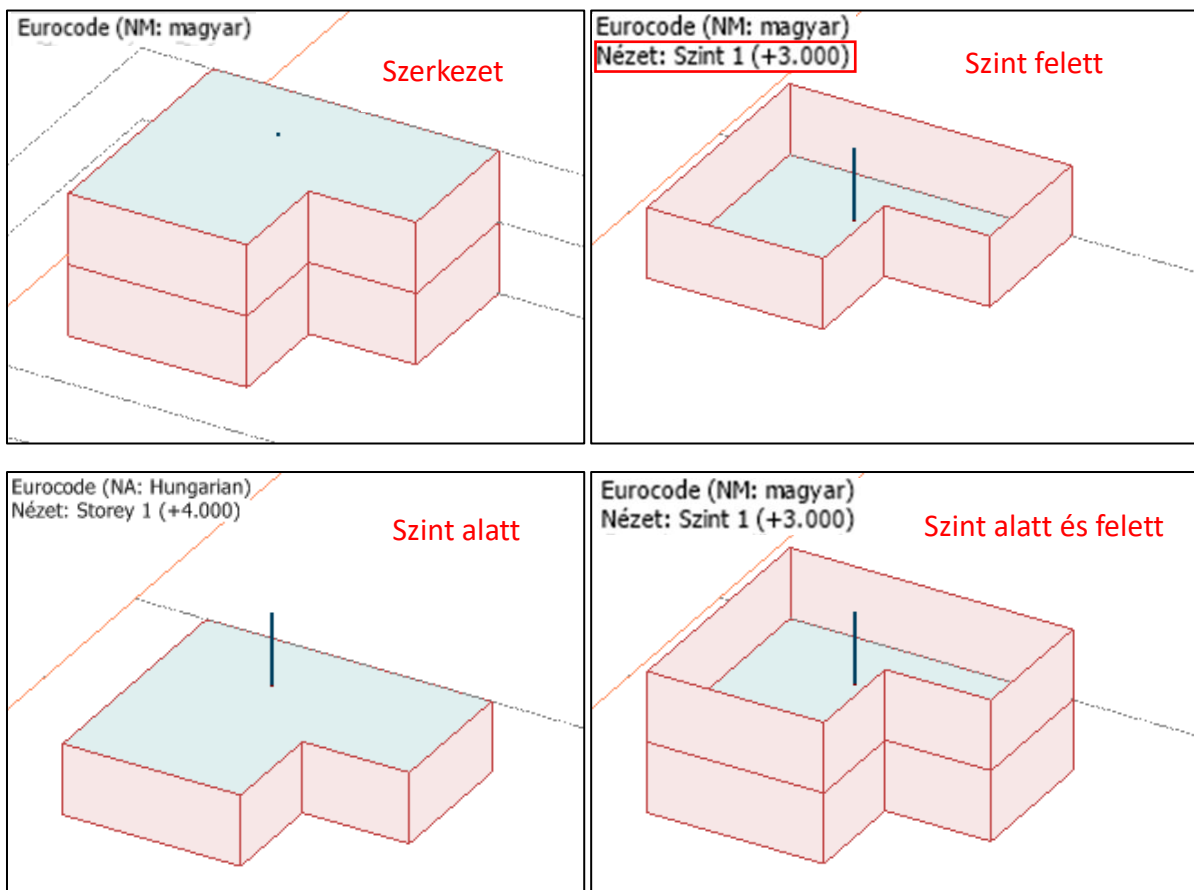 Eurocode (NM: magyar)
Szerkezet
Eurocode (NM: magyar)
Nézet: Szint 1 (+3.000)
Szint felett
Eurocode (NA: Hungarian)
Nézet: Storey 1 (+4.000)
Szint alatt
Eurocode (NM: magyar)
Nézet: Szint 1 (+3.000)
Szint alatt és felett